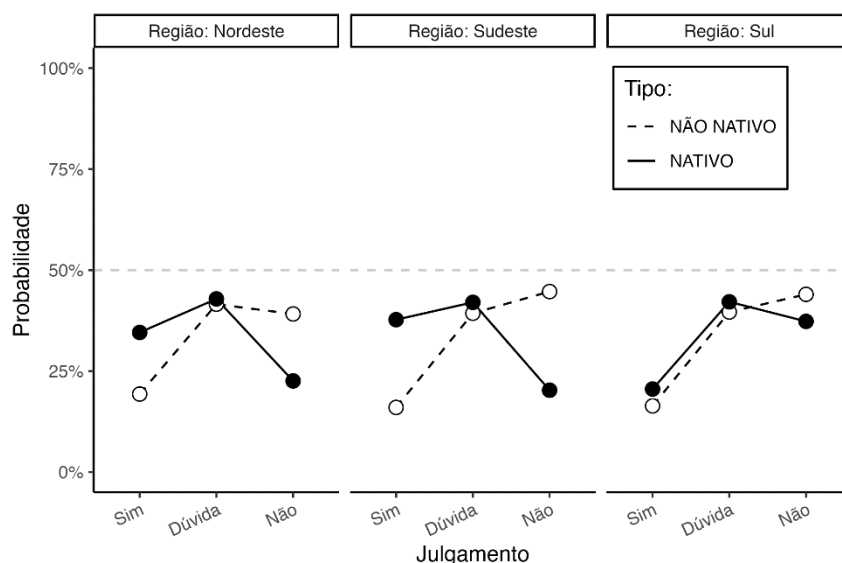 Região: Nordeste
Região: Sudeste
Região: Sul
100%
75%
50%
25%
0%
Probabilidade
Tipo:
NÃO NATIVO
NATIVO
Sim
Dúvida
Não
Sim
Dúvida
Não
Sim
Dúvida
Não
Julgamento